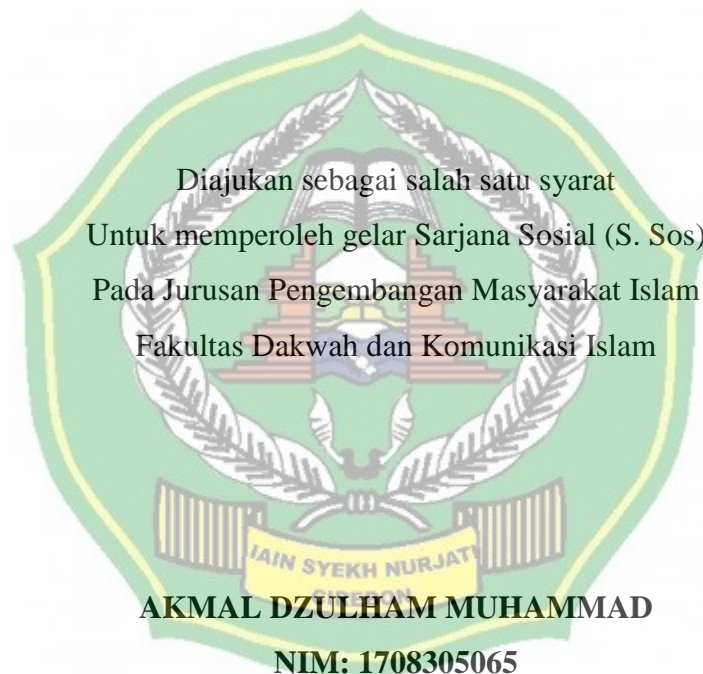 Diajukan sebagai salah satu syarat
Untuk memperoleh gelar Sarjana Sosial (S. Sos)
Pada Jurusan Pengembangan Masyarakat Islam
Fakultas Dakwah dan Komunikasi Islam
IAIN SYEKH NURJATI
CIREBON
AKMAL DZULHAM MUHAMMAD
NIM: 1708305065